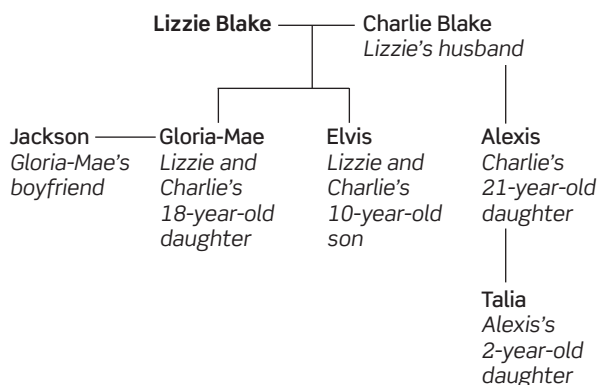 Lizzie Blake
Charlie Blake
Lizzie’s husband
Jackson
Gloria-Mae’s
boyfriend
Gloria-Mae
Lizzie and
Charlie’s
18-year-old
daughter
Elvis
Lizzie and
Charlie’s
10-year-old
son
Alexis
Charlie’s
21-year-old
daughter
Talia
Alexis’s
2-year-old
daughter